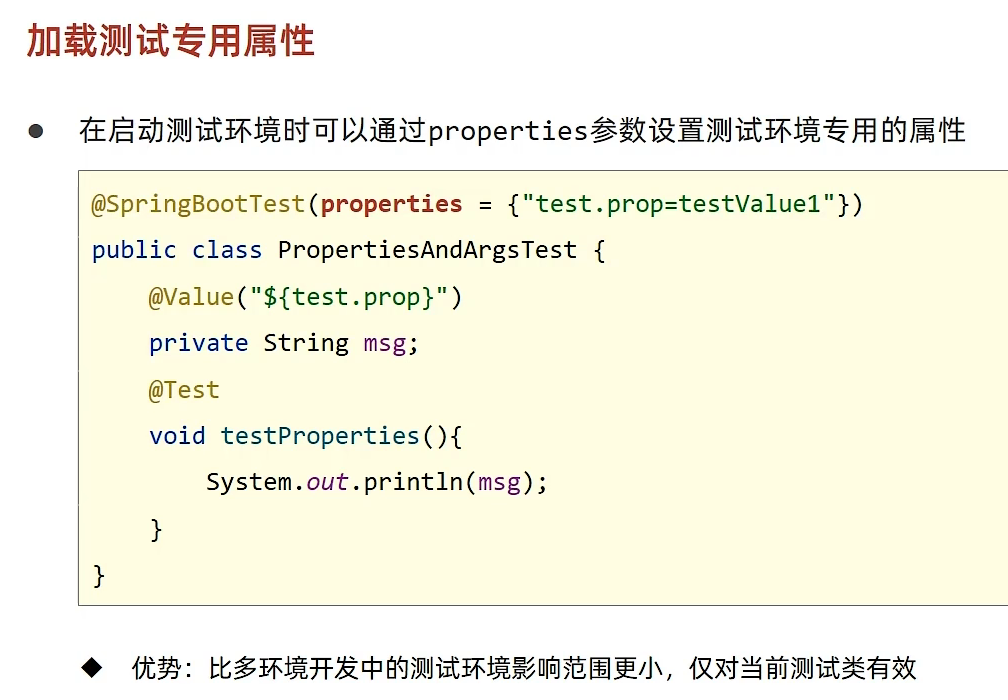 加载测试专用属性
● 在启动测试环境时可以通过properties参数设置测试环境专用的属性
@SpringBootTest(properties = {"test.prop=testValue1"})
public class PropertiesAndArgsTest {
    @Value("${test.prop}")
    private String msg;
    @Test
    void testProperties(){
        System.out.println(msg);
    }
}
◆ 优势：比多环境开发中的测试环境影响范围更小，仅对当前测试类有效